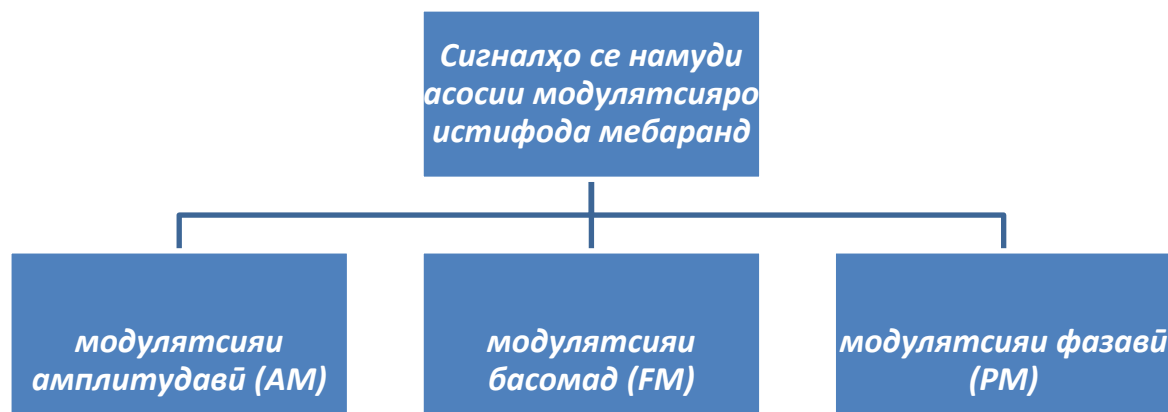 Сигналҳо се намуди
асосии модулятсияро
истифода мебаранд
модулятсияи
амплитудавӣ (AM)
модулятсияи
басомад (FM)
модулятсияи фазавӣ
(PM)